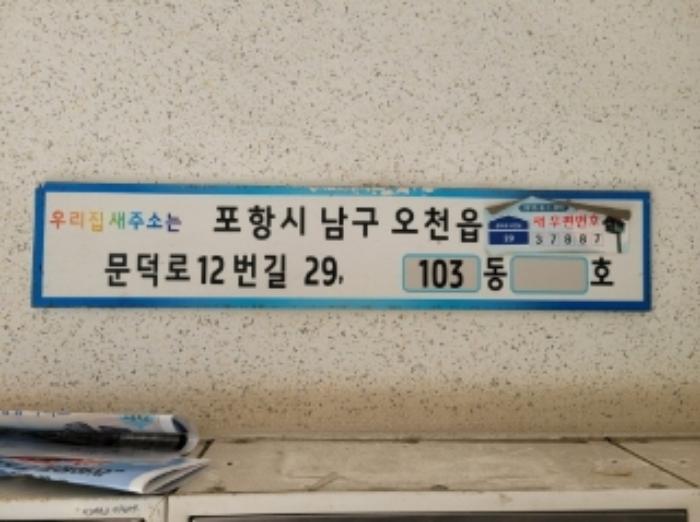 우리집 새주소는 포항시 남구 오천읍
새우편번호
29 37887
문덕로12번길 29, 103 동 호